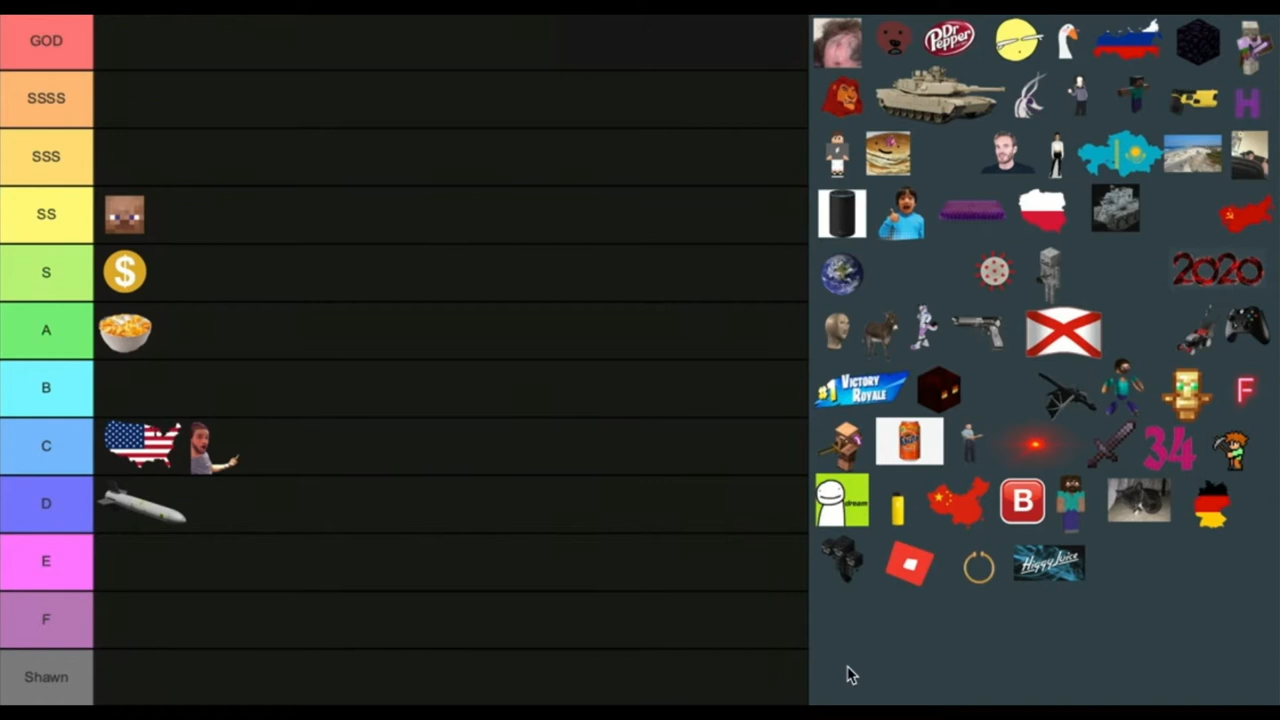 GOD
SSSS
SSS
SS
S
A
B
C
D
E
F
Shawn
$
Dr
Pepper
H
2020
#1 VICTORY
ROYALE
F
34
dream
B
HiggyJuice